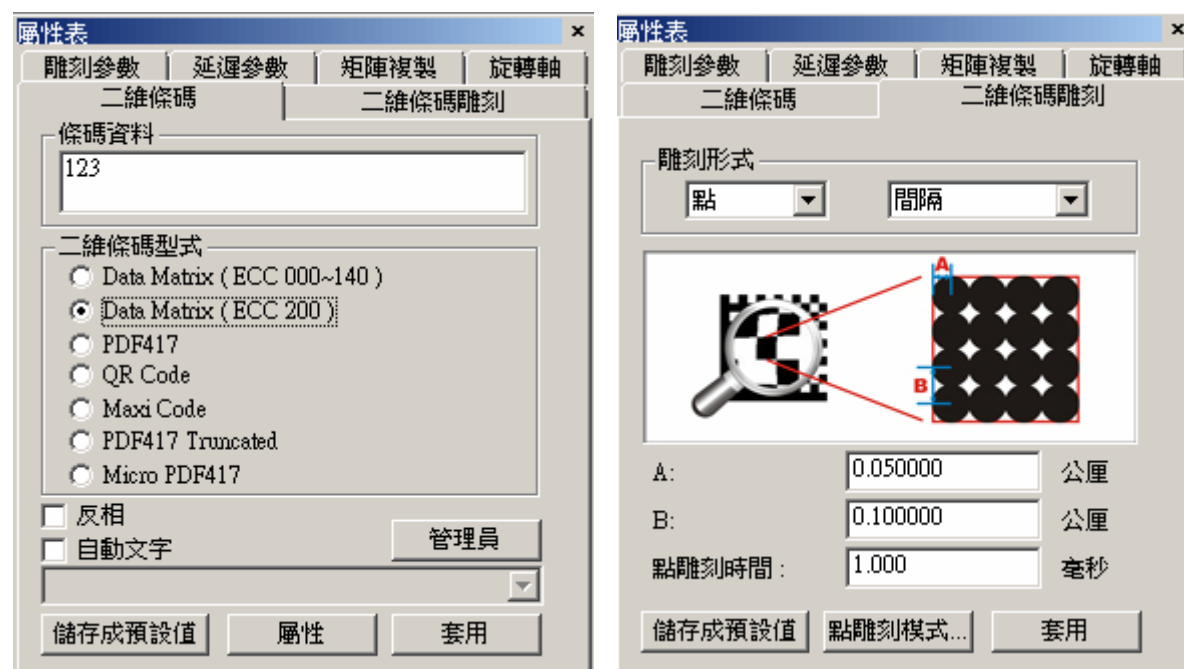 屬性表 ×
雕刻參數 延遲參數 矩陣複製 旋轉軸
二維條碼 二維條碼雕刻
條碼資料
123
二維條碼型式
Data Matrix ( ECC 000~140 )
Data Matrix ( ECC 200 )
PDF417
QR Code
Maxi Code
PDF417 Truncated
Micro PDF417
反相
自動文字
管理員
儲存成預設值 屬性 套用
屬性表 ×
雕刻參數 延遲參數 矩陣複製 旋轉軸
二維條碼 二維條碼雕刻
雕刻形式
點 間隔
A
B
A: 0.050000 公厘
B: 0.100000 公厘
點雕刻時間 : 1.000 毫秒
儲存成預設值 點雕刻模式... 套用